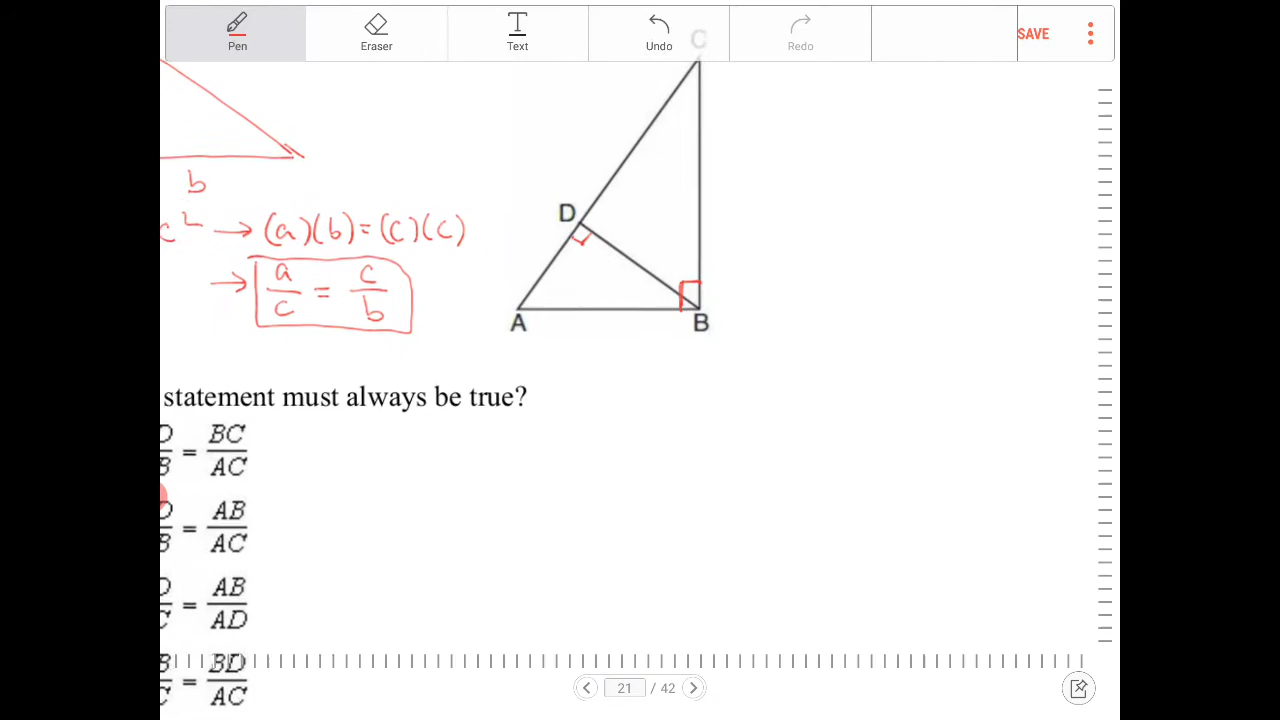 Pen Eraser Text Undo Redo SAVE
C
b
→ (a)(b) = (c)(c)
→ a/c = c/b
D
A B
statement must always be true?
= BC/AC
= AB/AC
= AB/AD
= BD/AC
21 / 42